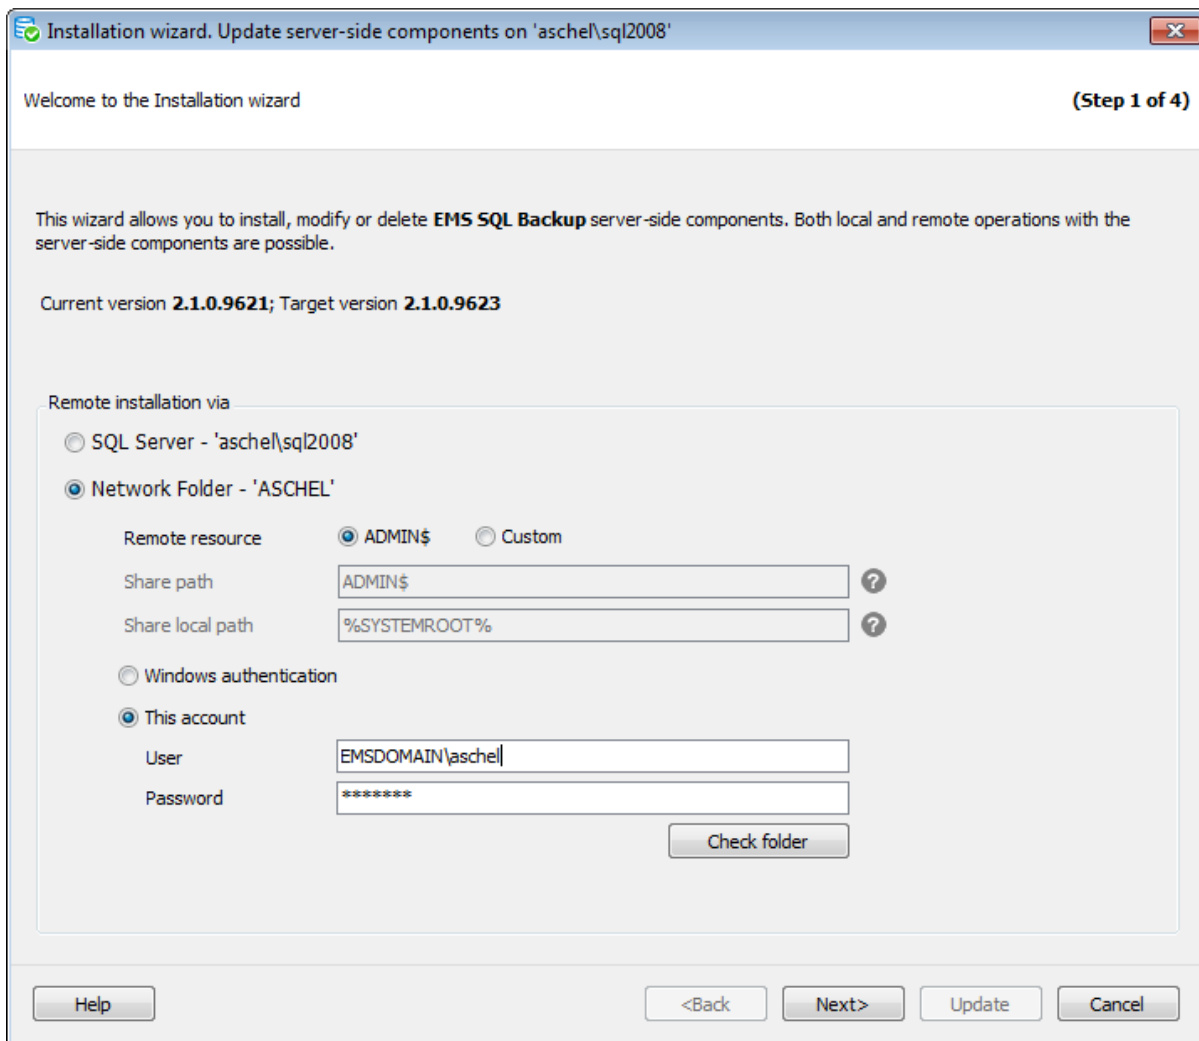 Installation wizard. Update server-side components on 'aschel\sql2008'
Welcome to the Installation wizard
(Step 1 of 4)
This wizard allows you to install, modify or delete EMS SQL Backup server-side components. Both local and remote operations with the
server-side components are possible.
Current version 2.1.0.9621; Target version 2.1.0.9623
Remote installation via
SQL Server - 'aschel\sql2008'
Network Folder - 'ASCHEL'
Remote resource
ADMIN$
Custom
Share path
ADMIN$
?
Share local path
%SYSTEMROOT%
?
Windows authentication
This account
User
EMSDOMAIN\aschel
Password
*******
Check folder
Help
<Back
Next>
Update
Cancel